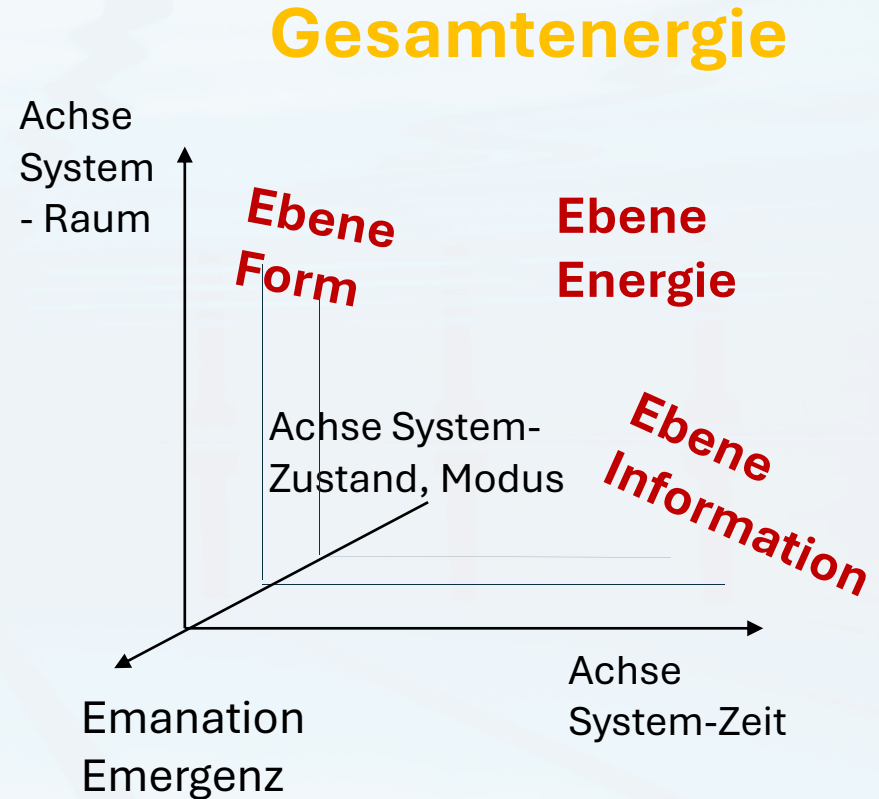 Gesamtenergie
Achse
System
- Raum
Ebene
Form
Ebene
Energie
Achse System-
Zustand, Modus
Ebene
Information
Achse
System-Zeit
Emanation
Emergenz